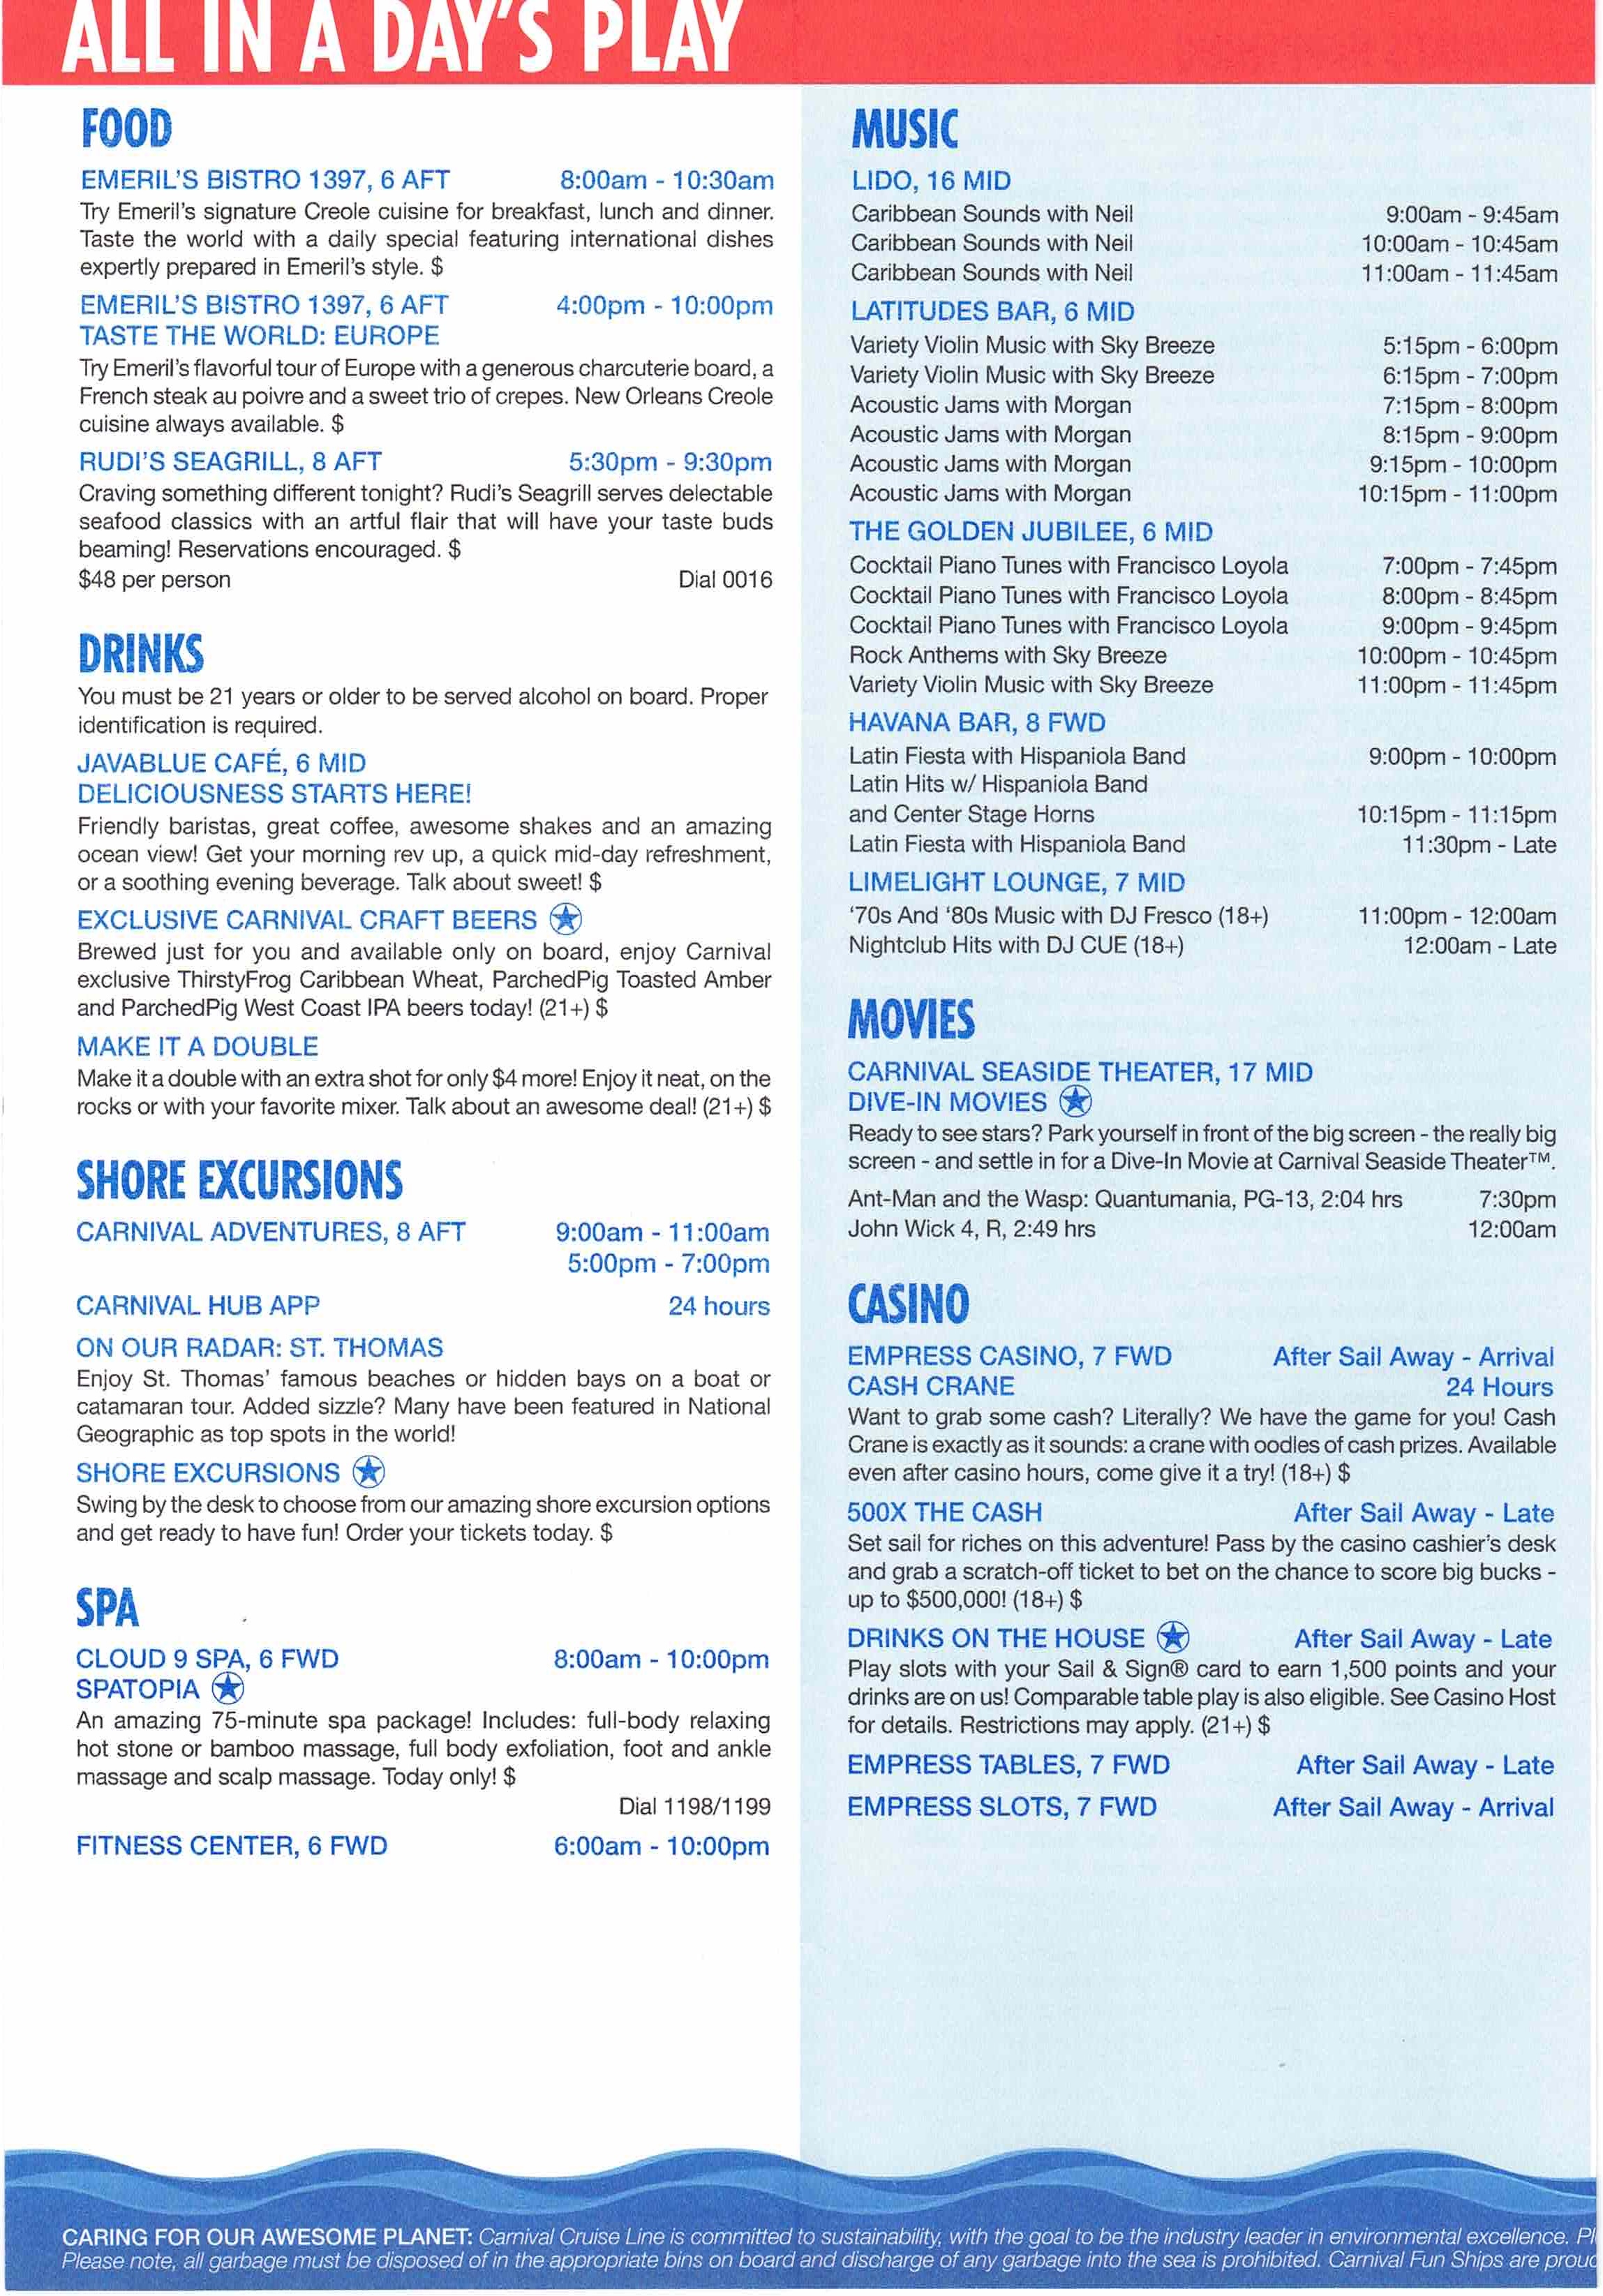 ALL IN A DAY'S PLAY
FOOD
EMERIL'S BISTRO 1397, 6 AFT 8:00am - 10:30am
Try Emeril's signature Creole cuisine for breakfast, lunch and dinner.
Taste the world with a daily special featuring international dishes
expertly prepared in Emeril's style. $
EMERIL'S BISTRO 1397, 6 AFT 4:00pm - 10:00pm
TASTE THE WORLD: EUROPE
Try Emeril's flavorful tour of Europe with a generous charcuterie board, a
French steak au poivre and a sweet trio of crepes. New Orleans Creole
cuisine always available. $
RUDI'S SEAGRILL, 8 AFT 5:30pm - 9:30pm
Craving something different tonight? Rudi's Seagrill serves delectable
seafood classics with an artful flair that will have your taste buds
beaming! Reservations encouraged. $
$48 per person Dial 0016
DRINKS
You must be 21 years or older to be served alcohol on board. Proper
identification is required.
JAVABLUE CAFÉ, 6 MID
DELICIOUSNESS STARTS HERE!
Friendly baristas, great coffee, awesome shakes and an amazing
ocean view! Get your morning rev up, a quick mid-day refreshment,
or a soothing evening beverage. Talk about sweet! $
EXCLUSIVE CARNIVAL CRAFT BEERS
Brewed just for you and available only on board, enjoy Carnival
exclusive ThirstyFrog Caribbean Wheat, ParchedPig Toasted Amber
and ParchedPig West Coast IPA beers today! (21+) $
MAKE IT A DOUBLE
Make it a double with an extra shot for only $4 more! Enjoy it neat, on the
rocks or with your favorite mixer. Talk about an awesome deal! (21+) $
SHORE EXCURSIONS
CARNIVAL ADVENTURES, 8 AFT 9:00am - 11:00am
5:00pm - 7:00pm
CARNIVAL HUB APP 24 hours
ON OUR RADAR: ST. THOMAS
Enjoy St. Thomas' famous beaches or hidden bays on a boat or
catamaran tour. Added sizzle? Many have been featured in National
Geographic as top spots in the world!
SHORE EXCURSIONS
Swing by the desk to choose from our amazing shore excursion options
and get ready to have fun! Order your tickets today. $
SPA
CLOUD 9 SPA, 6 FWD 8:00am - 10:00pm
SPATOPIA
An amazing 75-minute spa package! Includes: full-body relaxing
hot stone or bamboo massage, full body exfoliation, foot and ankle
massage and scalp massage. Today only! $
Dial 1198/1199
FITNESS CENTER, 6 FWD 6:00am - 10:00pm
MUSIC
LIDO, 16 MID
Caribbean Sounds with Neil 9:00am - 9:45am
Caribbean Sounds with Neil 10:00am - 10:45am
Caribbean Sounds with Neil 11:00am - 11:45am
LATITUDES BAR, 6 MID
Variety Violin Music with Sky Breeze 5:15pm - 6:00pm
Variety Violin Music with Sky Breeze 6:15pm - 7:00pm
Acoustic Jams with Morgan 7:15pm - 8:00pm
Acoustic Jams with Morgan 8:15pm - 9:00pm
Acoustic Jams with Morgan 9:15pm - 10:00pm
Acoustic Jams with Morgan 10:15pm - 11:00pm
THE GOLDEN JUBILEE, 6 MID
Cocktail Piano Tunes with Francisco Loyola 7:00pm - 7:45pm
Cocktail Piano Tunes with Francisco Loyola 8:00pm - 8:45pm
Cocktail Piano Tunes with Francisco Loyola 9:00pm - 9:45pm
Rock Anthems with Sky Breeze 10:00pm - 10:45pm
Variety Violin Music with Sky Breeze 11:00pm - 11:45pm
HAVANA BAR, 8 FWD
Latin Fiesta with Hispaniola Band 9:00pm - 10:00pm
Latin Hits w/ Hispaniola Band
and Center Stage Horns 10:15pm - 11:15pm
Latin Fiesta with Hispaniola Band 11:30pm - Late
LIMELIGHT LOUNGE, 7 MID
'70s And '80s Music with DJ Fresco (18+) 11:00pm - 12:00am
Nightclub Hits with DJ CUE (18+) 12:00am - Late
MOVIES
CARNIVAL SEASIDE THEATER, 17 MID
DIVE-IN MOVIES
Ready to see stars? Park yourself in front of the big screen - the really big
screen - and settle in for a Dive-In Movie at Carnival Seaside Theater™.
Ant-Man and the Wasp: Quantumania, PG-13, 2:04 hrs 7:30pm
John Wick 4, R, 2:49 hrs 12:00am
CASINO
EMPRESS CASINO, 7 FWD After Sail Away - Arrival
CASH CRANE 24 Hours
Want to grab some cash? Literally? We have the game for you! Cash
Crane is exactly as it sounds: a crane with oodles of cash prizes. Available
even after casino hours, come give it a try! (18+) $
500X THE CASH After Sail Away - Late
Set sail for riches on this adventure! Pass by the casino cashier's desk
and grab a scratch-off ticket to bet on the chance to score big bucks -
up to $500,000! (18+) $
DRINKS ON THE HOUSE After Sail Away - Late
Play slots with your Sail & Sign® card to earn 1,500 points and your
drinks are on us! Comparable table play is also eligible. See Casino Host
for details. Restrictions may apply. (21+) $
EMPRESS TABLES, 7 FWD After Sail Away - Late
EMPRESS SLOTS, 7 FWD After Sail Away - Arrival
CARING FOR OUR AWESOME PLANET: Carnival Cruise Line is committed to sustainability, with the goal to be the industry leader in environmental excellence.
Please note, all garbage must be disposed of in the appropriate bins on board and discharge of any garbage into the sea is prohibited. Carnival Fun Ships are